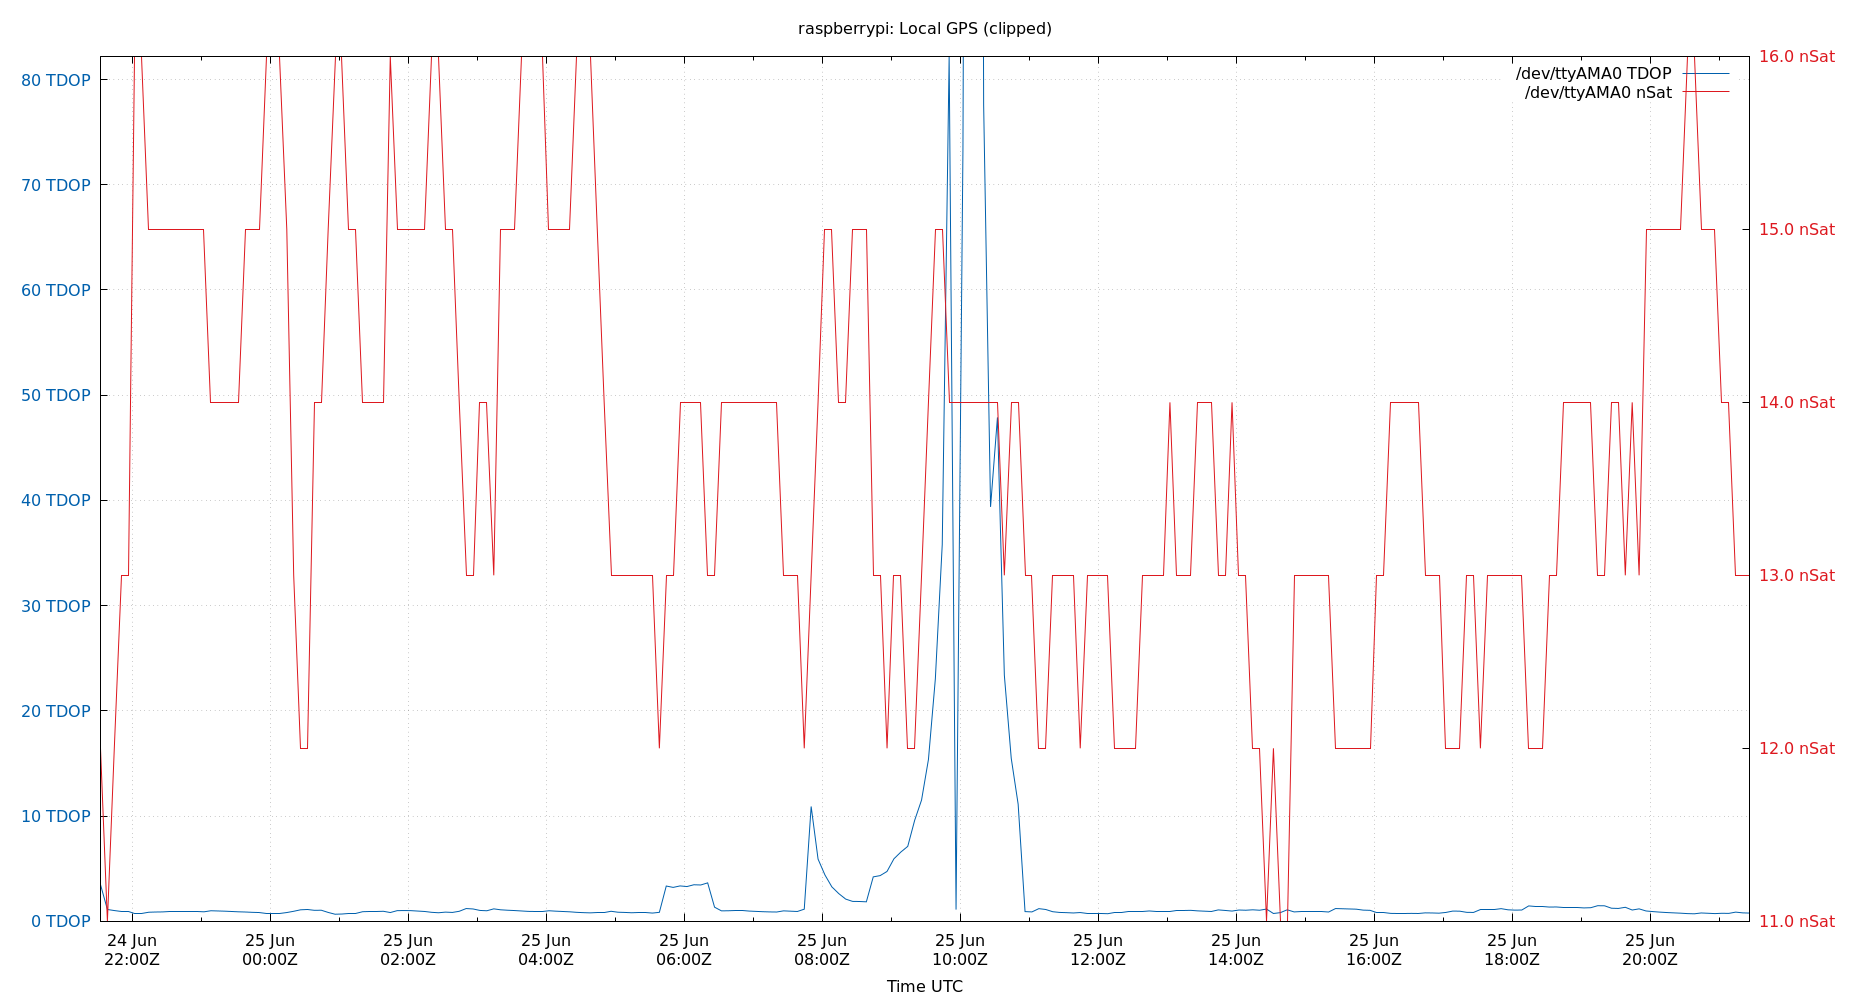 raspberrypi: Local GPS (clipped)
80 TDOP
70 TDOP
60 TDOP
50 TDOP
40 TDOP
30 TDOP
20 TDOP
10 TDOP
0 TDOP
/dev/ttyAMA0 TDOP
/dev/ttyAMA0 nSat
16.0 nSat
15.0 nSat
14.0 nSat
13.0 nSat
12.0 nSat
11.0 nSat
24 Jun 25 Jun 25 Jun 25 Jun 25 Jun 25 Jun 25 Jun 25 Jun 25 Jun 25 Jun 25 Jun 25 Jun
22:00Z 00:00Z 02:00Z 04:00Z 06:00Z 08:00Z 10:00Z 12:00Z 14:00Z 16:00Z 18:00Z 20:00Z
Time UTC